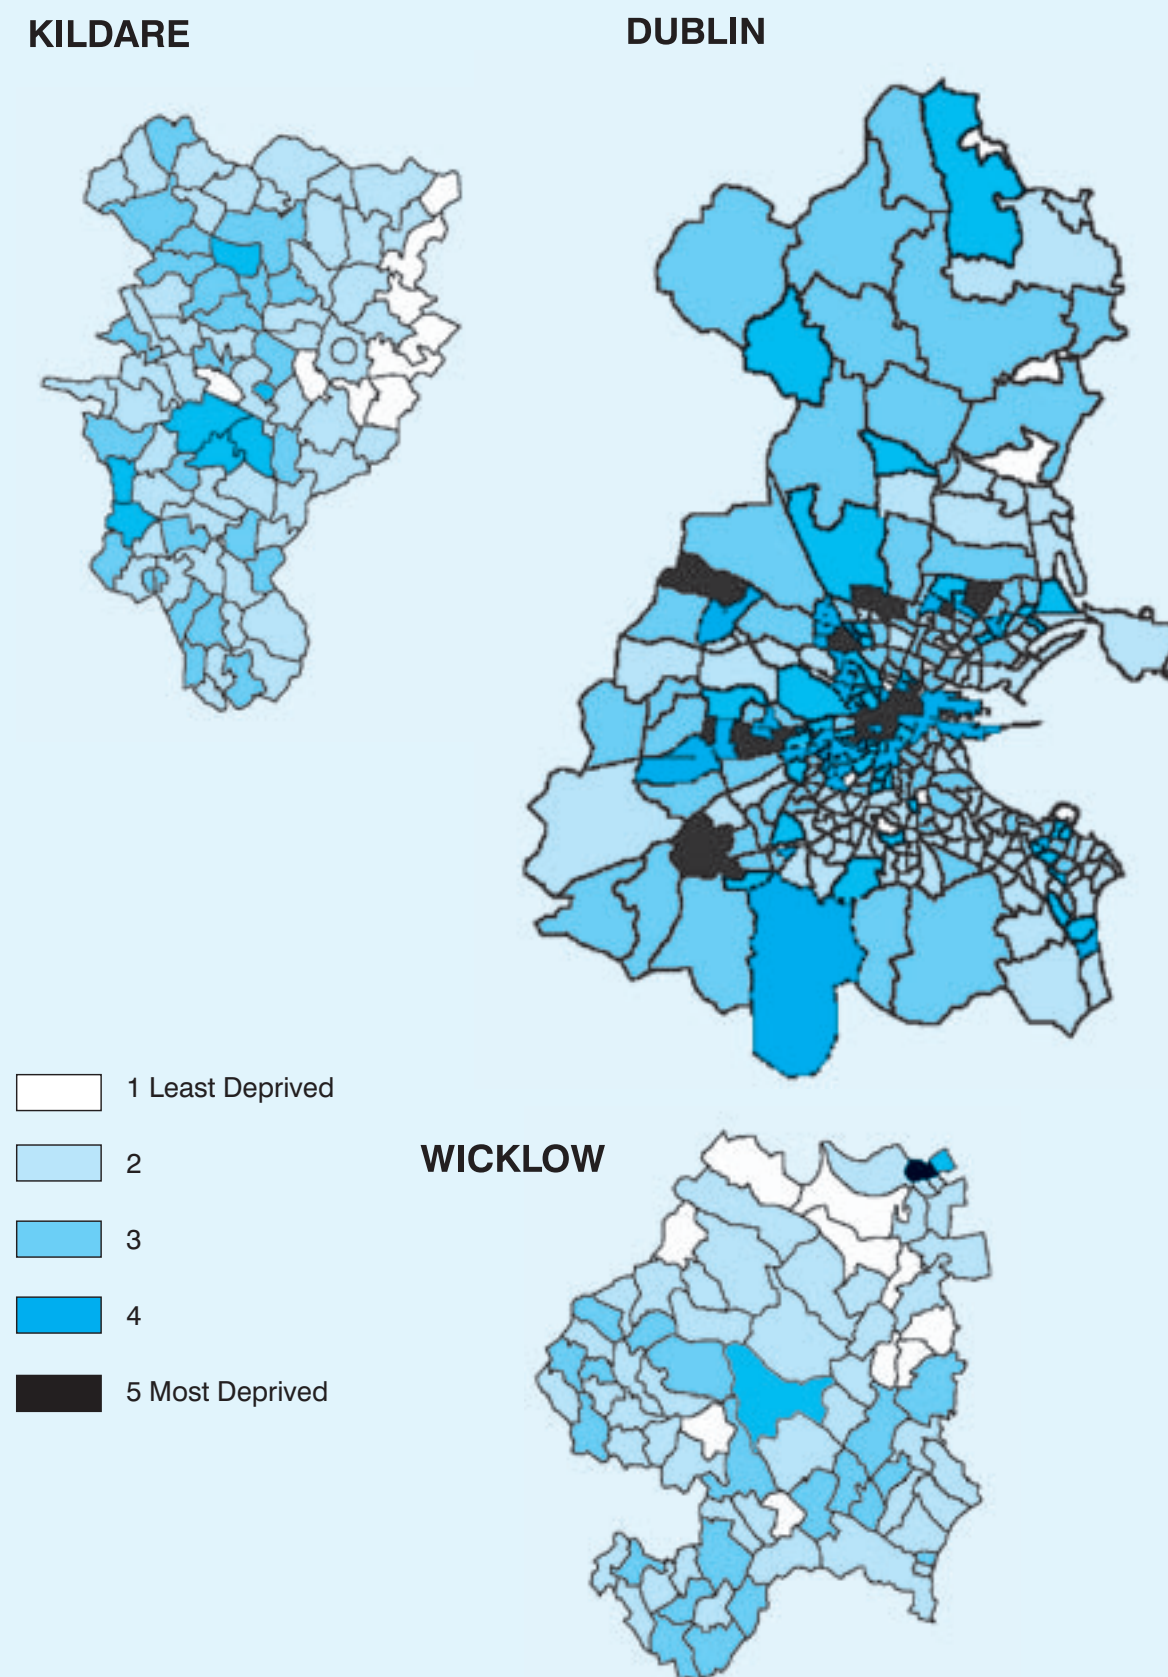 KILDARE
DUBLIN
1 Least Deprived
2
WICKLOW
3
4
5 Most Deprived